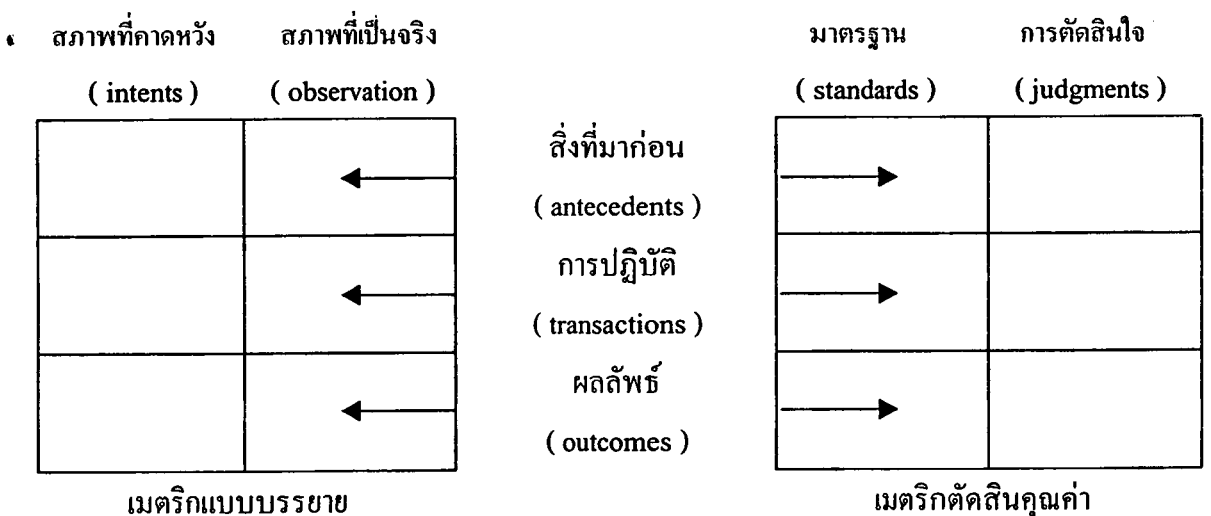 สภาพที่คาดหวัง สภาพที่เป็นจริง มาตรฐาน การตัดสินใจ
( intents ) ( observation ) ( standards ) ( judgments )
สิ่งที่มาก่อน
( antecedents )
การปฏิบัติ
( transactions )
ผลลัพธ์
( outcomes )
เมตริกแบบบรรยาย เมตริกตัดสินคุณค่า